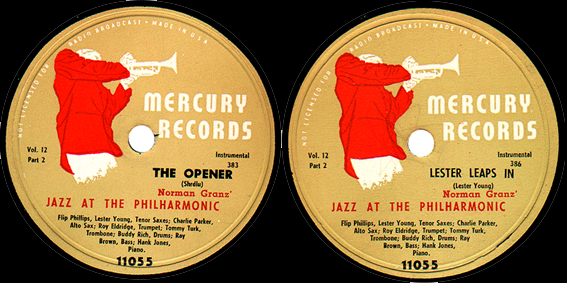 NOT LICENSED FOR RADIO BROADCAST • MADE IN U.S.A.
MERCURY
RECORDS
Vol. 12
Part 2
Instrumental
383
THE OPENER
(Shrdlu)
Norman Granz'
JAZZ AT THE PHILHARMONIC
Flip Phillips, Lester Young, Tenor Saxes; Charlie Parker,
Alto Sax; Roy Eldridge, Trumpet; Tommy Turk,
Trombone; Buddy Rich, Drums; Ray
Brown, Bass; Hank Jones,
Piano.
11055
NOT LICENSED FOR RADIO BROADCAST • MADE IN U.S.A.
MERCURY
RECORDS
Vol. 12
Part 2
Instrumental
386
LESTER LEAPS IN
(Lester Young)
Norman Granz'
JAZZ AT THE PHILHARMONIC
Flip Phillips, Lester Young, Tenor Saxes; Charlie Parker,
Alto Sax; Roy Eldridge, Trumpet; Tommy Turk,
Trombone; Buddy Rich, Drums; Ray
Brown, Bass; Hank Jones,
Piano.
11055